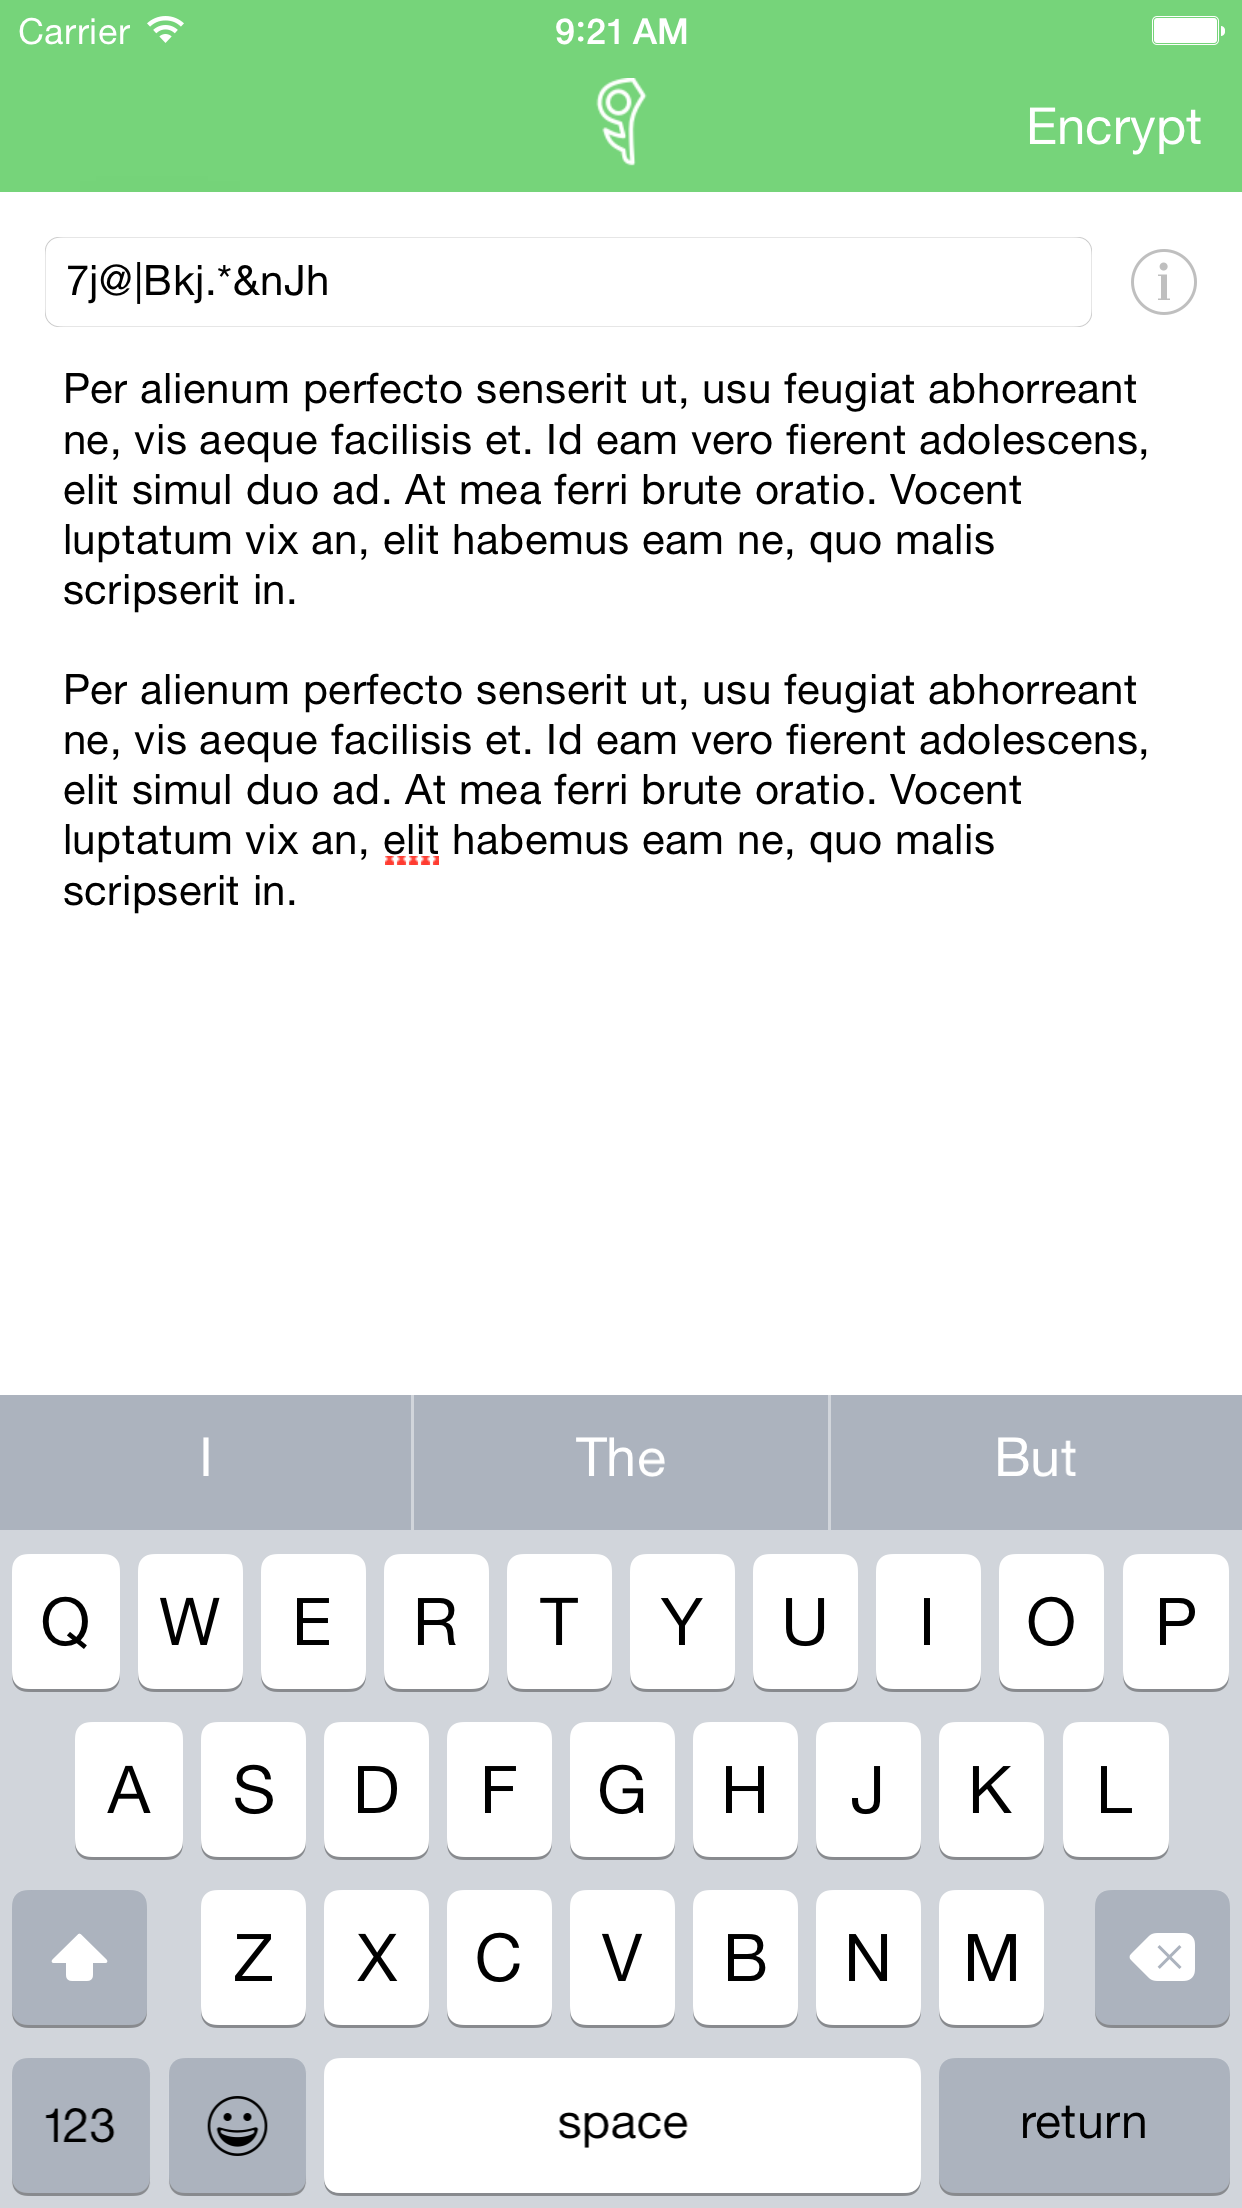 Carrier 9:21 AM
Encrypt
7j@|Bkj.*&nJh
i
Per alienum perfecto senserit ut, usu feugiat abhorreant
ne, vis aeque facilisis et. Id eam vero fierent adolescens,
elit simul duo ad. At mea ferri brute oratio. Vocent
luptatum vix an, elit habemus eam ne, quo malis
scripserit in.
Per alienum perfecto senserit ut, usu feugiat abhorreant
ne, vis aeque facilisis et. Id eam vero fierent adolescens,
elit simul duo ad. At mea ferri brute oratio. Vocent
luptatum vix an, elit habemus eam ne, quo malis
scripserit in.
I The But
Q W E R T Y U I O P
A S D F G H J K L
Z X C V B N M
123 space return